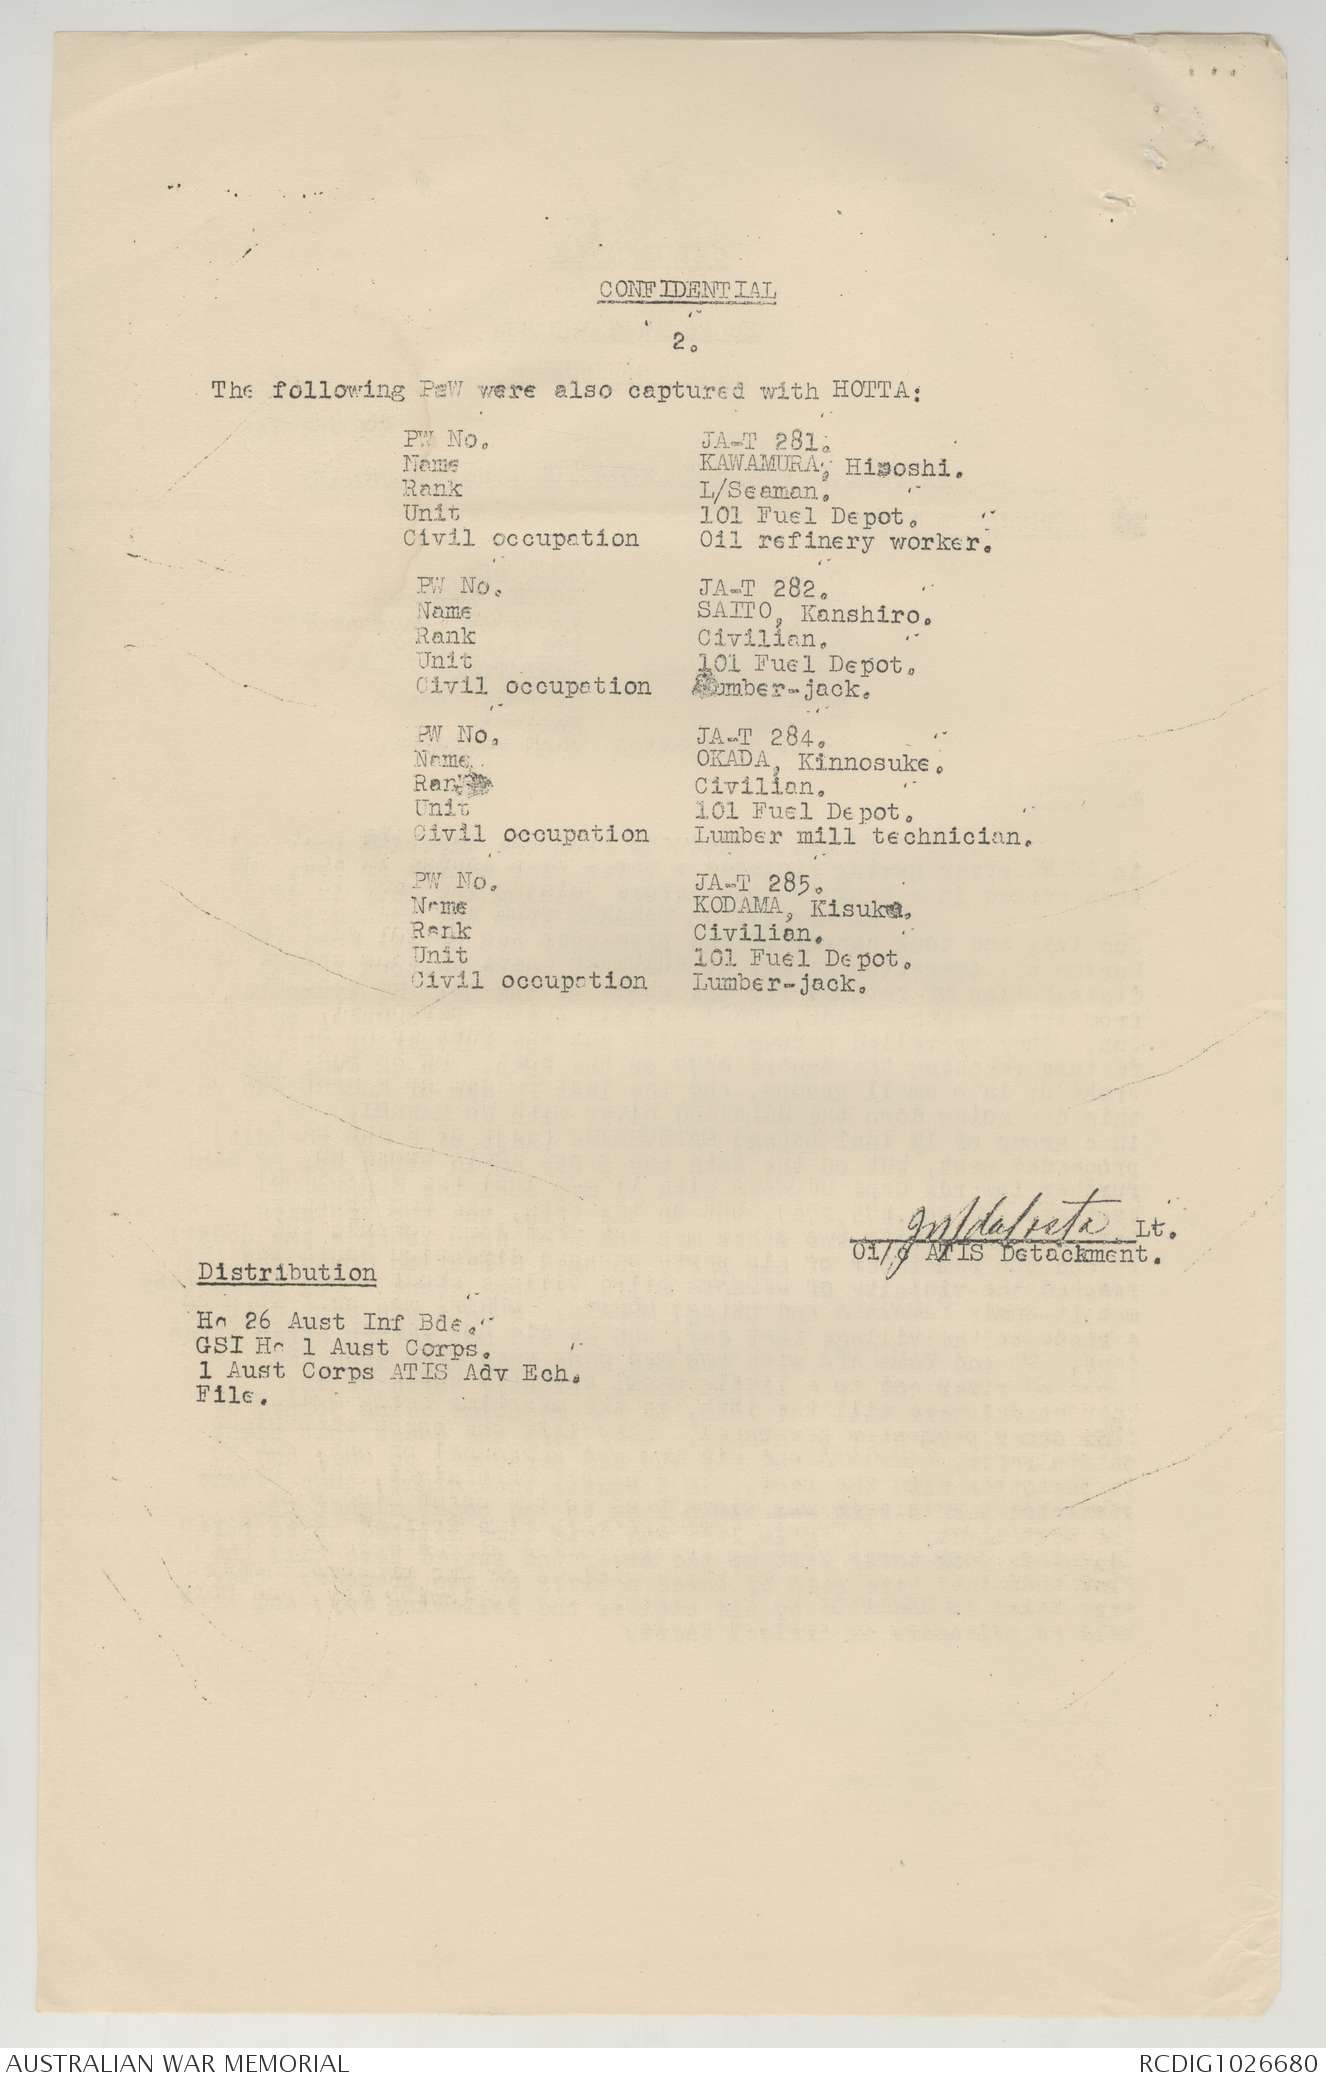 CONFIDENTIAL
2.
The following PsW were also captured with HOTTA:
PW No. JA-T 281.
Name KAWAMURA, Hiroshi.
Rank L/Seaman.
Unit 101 Fuel Depot.
Civil occupation Oil refinery worker.
PW No. JA-T 282.
Name SAITO, Kanshiro.
Rank Civilian.
Unit 101 Fuel Depot.
Civil occupation Lumber-jack.
PW No. JA-T 284.
Name OKADA, Kinnosuke.
Rank Civilian.
Unit 101 Fuel Depot.
Civil occupation Lumber mill technician.
PW No. JA-T 285.
Name KODAMA, Kisuke.
Rank Civilian.
Unit 101 Fuel Depot.
Civil occupation Lumber-jack.
Lt.
Oi/c ATIS Detackment.
Distribution
Hq 26 Aust Inf Bde.
GSI Hq 1 Aust Corps.
1 Aust Corps ATIS Adv Ech.
File.
AUSTRALIAN WAR MEMORIAL RCDIG1026680